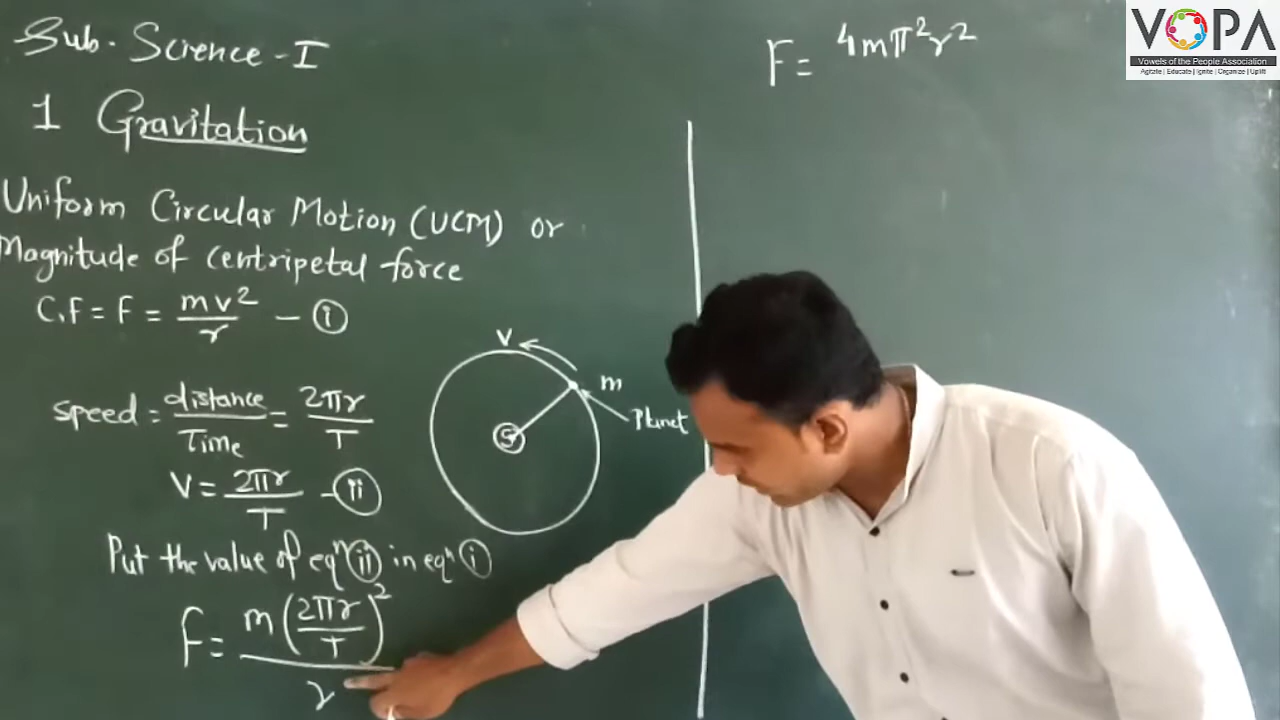 Sub. Science - I
1 Gravitation
Uniform Circular Motion (UCM) or
Magnitude of centripetal force
C.F = F = mv²/r - (i)
speed = distance/Time = 2πr/T
V = 2πr/T - (ii)
Put the value of eqⁿ (ii) in eqⁿ (i)
F = m(2πr/T)²/r
V
m
Planet
S
F = 4mπ²r²
VOPA
Vowels of the People Association
Agitate | Educate | Ignite | Organize | Uplift